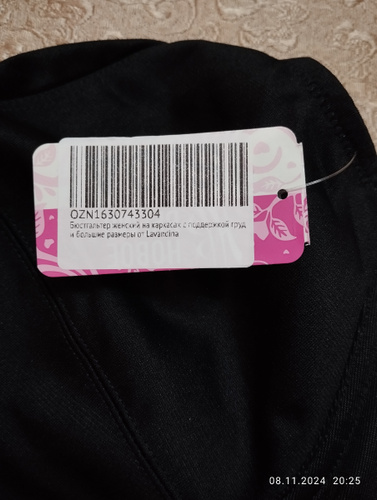 OZN1630743304
Бюстгальтер женский на каркасах с поддержкой груд
и большие размеры от Lavancina
08.11.2024 20:25